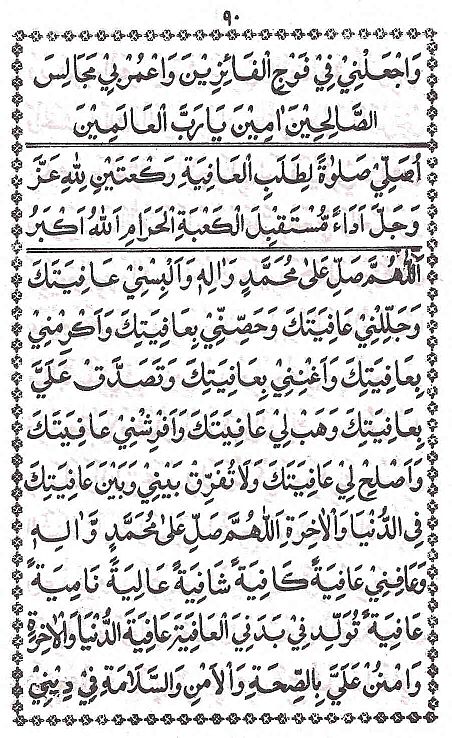 ٩٠
وَاجْعَلْنِيْ فِيْ فَوْجِ الْفَائِزِيْنَ وَاعْمُرْبِيْ مَجَالِسَ
الصَّالِحِيْنَ اٰمِيْنَ يَارَبَّ الْعَالَمِيْنَ
اُصَلِّيْ صَلٰوةً لِطَلَبِ الْعَافِيَةِ رَكْعَتَيْنِ لِلّٰهِ عَزَّ
وَجَلَّ اَدَاءً مُسْتَقْبِلَ الْكَعْبَةِ الْحَرَامِ اَللّٰهُ اَكْبَرُ
اَللّٰهُمَّ صَلِّ عَلٰى مُحَمَّدٍ وَّاٰلِهٖ وَاَلْبِسْنِيْ عَافِيَتَكَ
وَجَلِّلْنِيْ عَافِيَتَكَ وَحَصِّنِّيْ بِعَافِيَتِكَ وَاَكْرِمْنِيْ
بِعَافِيَتِكَ وَاَغْنِنِيْ بِعَافِيَتِكَ وَتَصَدَّقْ عَلَيَّ
بِعَافِيَتِكَ وَهَبْ لِيْ عَافِيَتَكَ وَاَفْرِشْنِيْ عَافِيَتَكَ
وَاَصْلِحْ لِيْ عَافِيَتَكَ وَلَا تُفَرِّقْ بَيْنِيْ وَبَيْنَ عَافِيَتِكَ
فِي الدُّنْيَا وَالْاٰخِرَةِ اَللّٰهُمَّ صَلِّ عَلٰى مُحَمَّدٍ وَّاٰلِهٖ
وَعَافِنِيْ عَافِيَةً كَافِيَةً شَافِيَةً عَالِيَةً نَامِيَةً
عَافِيَةً تُوَلِّدُ فِيْ بَدَنِي الْعَافِيَةَ عَافِيَةَ الدُّنْيَا وَالْاٰخِرَةِ
وَامْنُنْ عَلَيَّ بِالصِّحَةِ وَالْاَمْنِ وَالسَّلَامَةِ فِيْ دِيْنِيْ